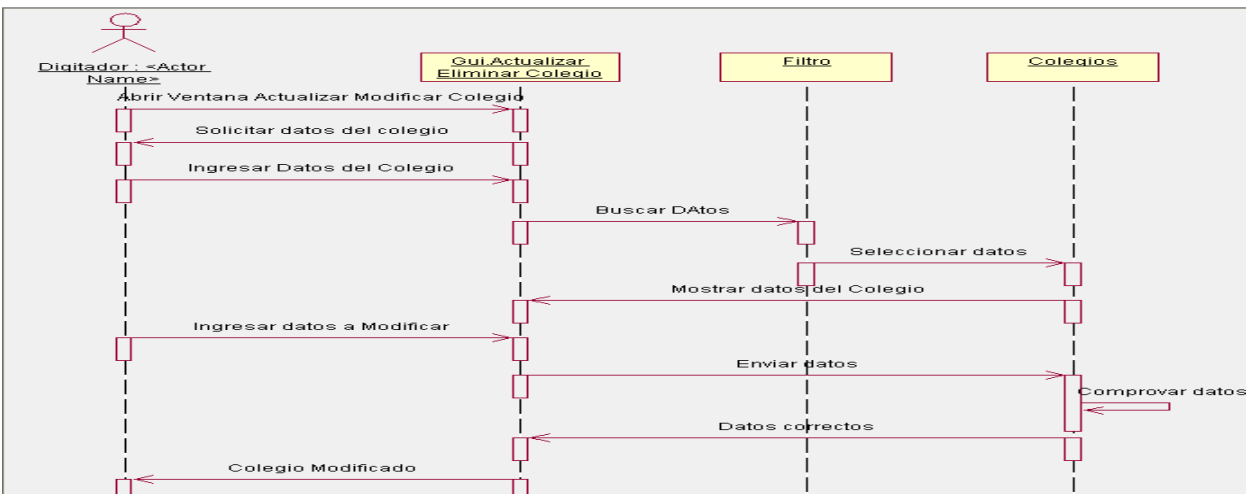 Digitador : <Actor
Name>
Gui.Actualizar
Eliminar Colegio
Filtro
Colegios
Abrir Ventana Actualizar Modificar Colegio
Solicitar datos del colegio
Ingresar Datos del Colegio
Buscar DAtos
Seleccionar datos
Mostrar datos del Colegio
Ingresar datos a Modificar
Enviar datos
Comprovar datos
Datos correctos
Colegio Modificado